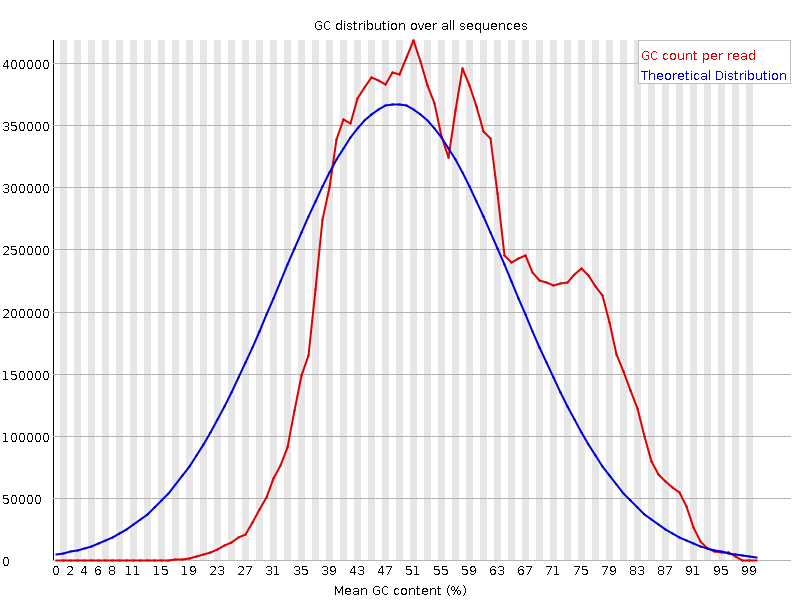 GC distribution over all sequences
GC count per read
Theoretical Distribution
400000
350000
300000
250000
200000
150000
100000
50000
0
0 2 4 6 8 11 15 19 23 27 31 35 39 43 47 51 55 59 63 67 71 75 79 83 87 91 95 99
Mean GC content (%)